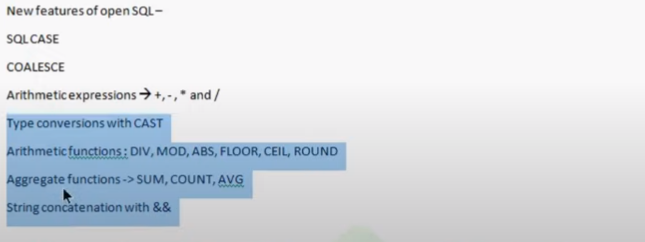 New features of open SQL–
SQL CASE
COALESCE
Arithmetic expressions → +, - , * and /
Type conversions with CAST
Arithmetic functions : DIV, MOD, ABS, FLOOR, CEIL, ROUND
Aggregate functions -> SUM, COUNT, AVG
String concatenation with &&